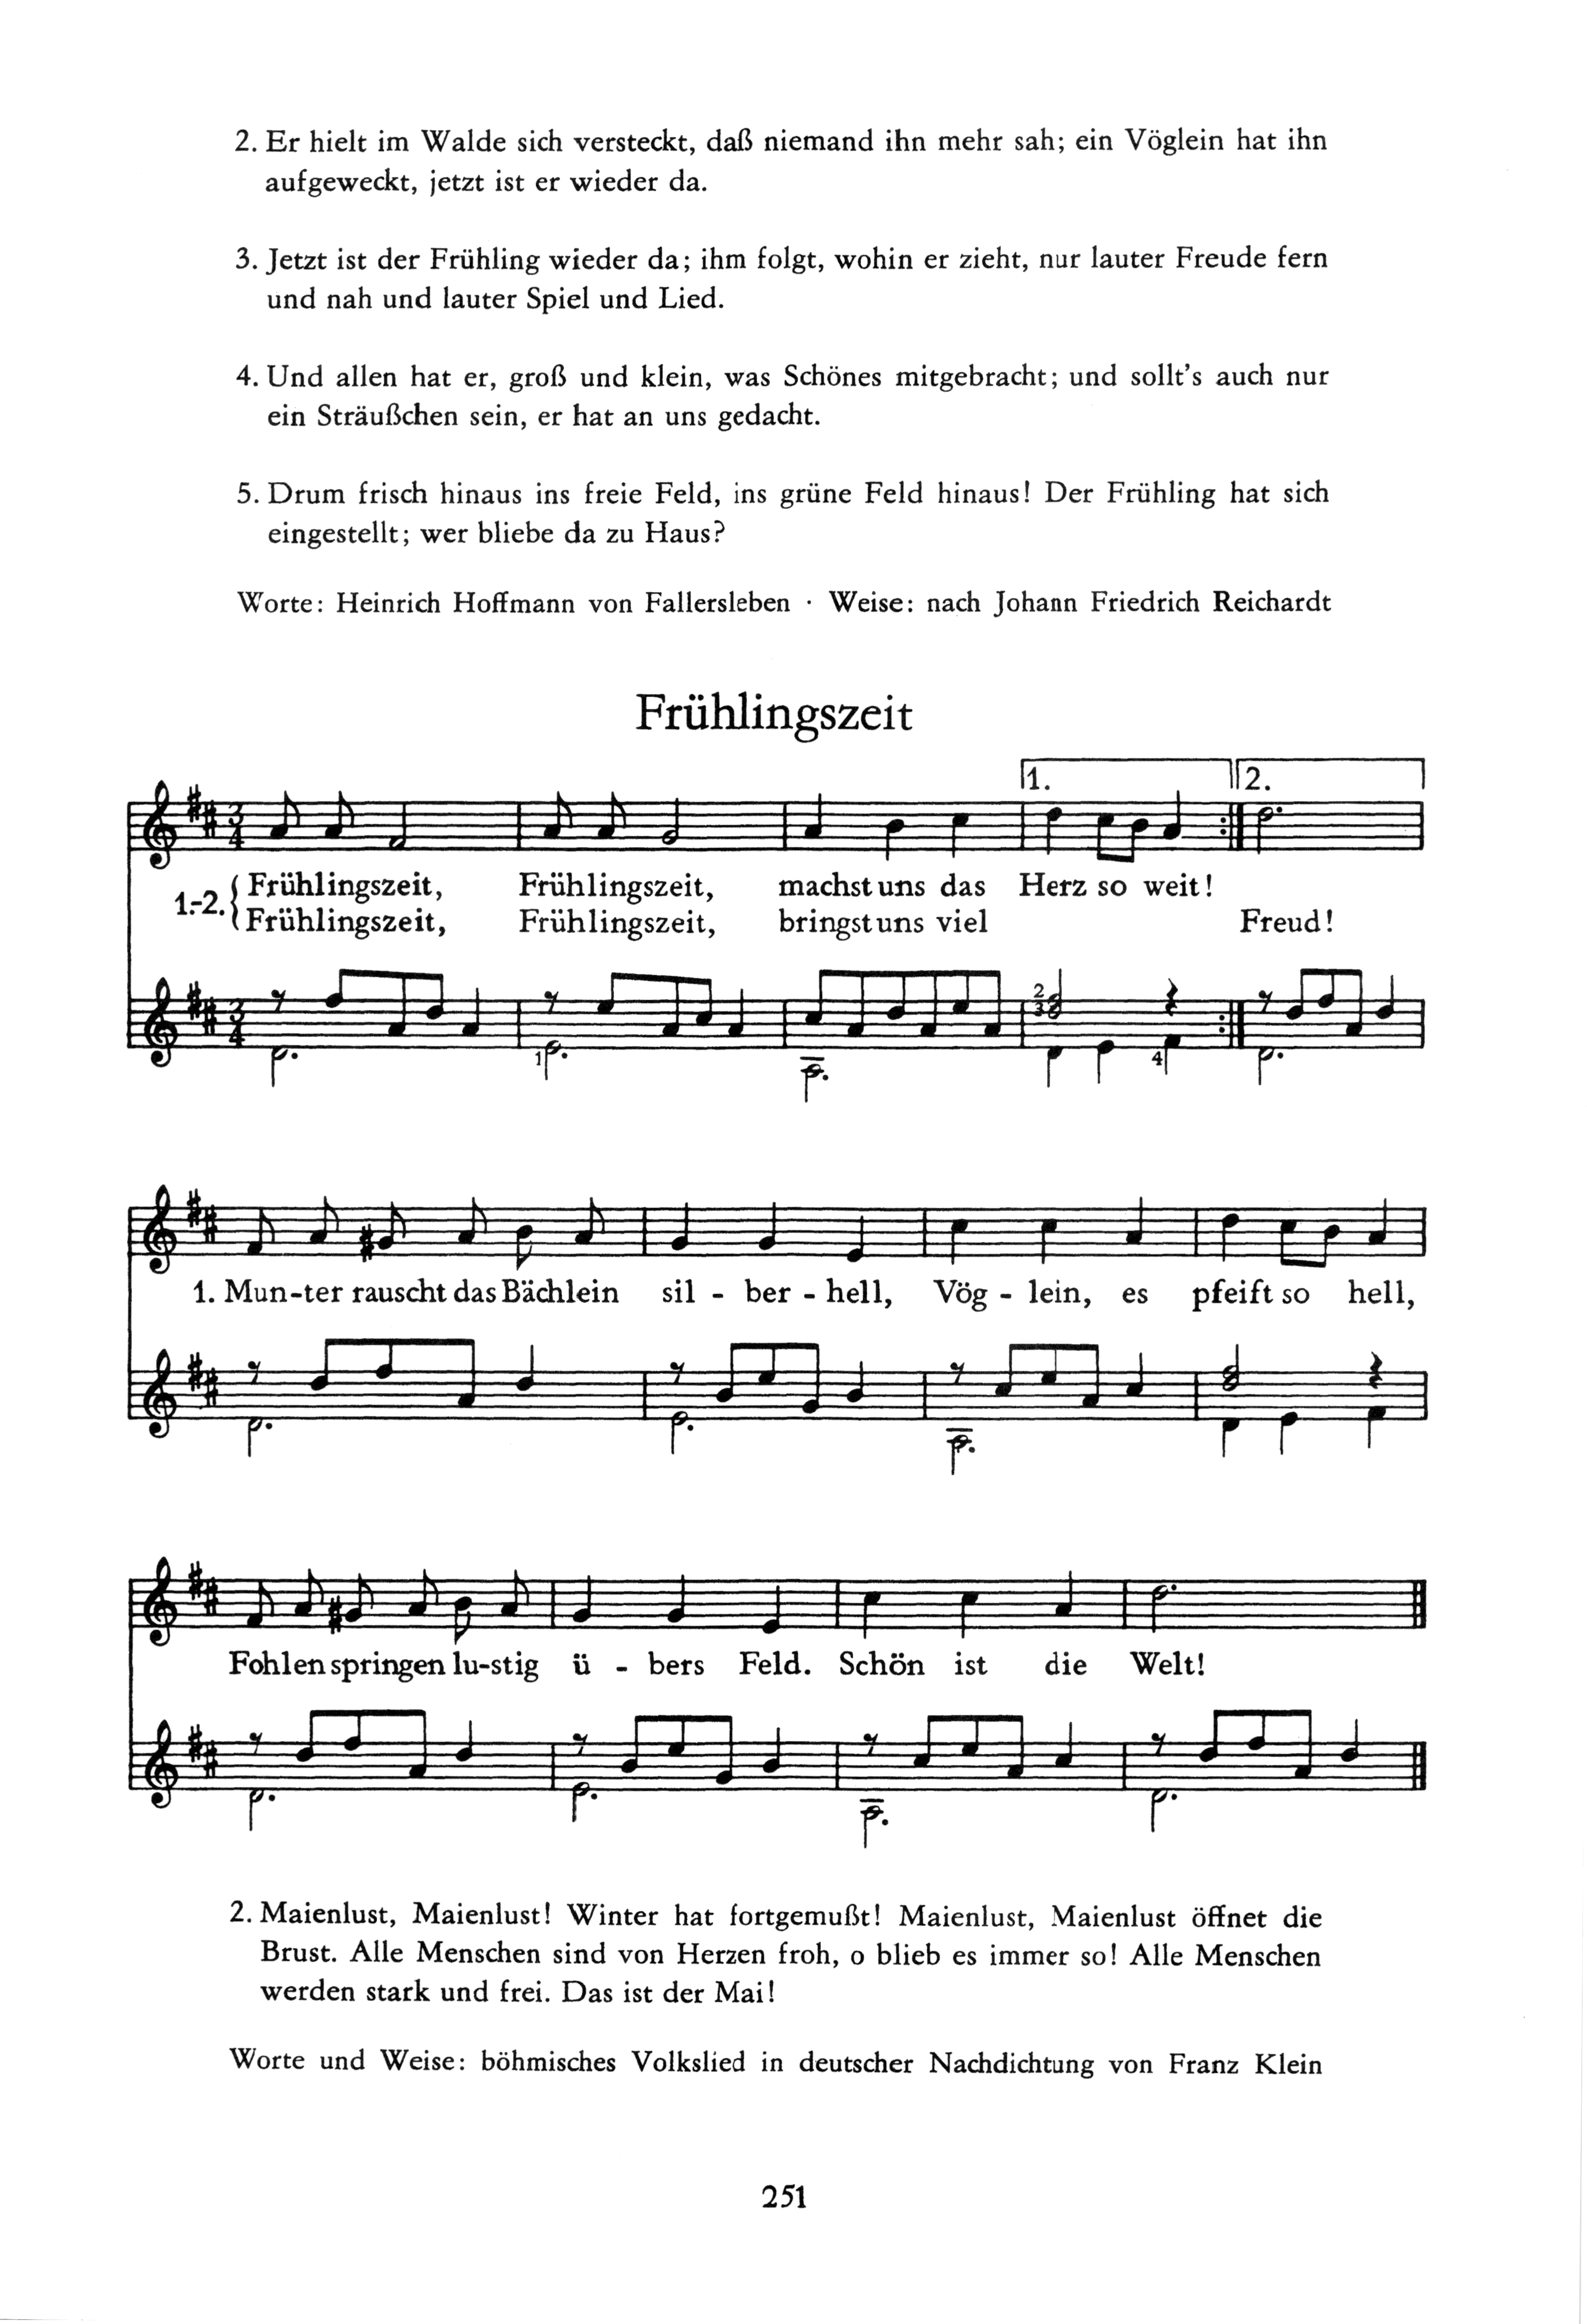 2. Er hielt im Walde sich versteckt, daß niemand ihn mehr sah; ein Vöglein hat ihn
aufgeweckt, jetzt ist er wieder da.
3. Jetzt ist der Frühling wieder da; ihm folgt, wohin er zieht, nur lauter Freude fern
und nah und lauter Spiel und Lied.
4. Und allen hat er, groß und klein, was Schönes mitgebracht; und sollt's auch nur
ein Sträußchen sein, er hat an uns gedacht.
5. Drum frisch hinaus ins freie Feld, ins grüne Feld hinaus! Der Frühling hat sich
eingestellt; wer bliebe da zu Haus?
Worte: Heinrich Hoffmann von Fallersleben · Weise: nach Johann Friedrich Reichardt
Frühlingszeit
1. 2.
3 4
1.-2. { Frühlingszeit, Frühlingszeit, machst uns das Herz so weit!
Frühlingszeit, Frühlingszeit, bringst uns viel Freud!
3 4 1 2 3 4
1. Mun-ter rauscht das Bächlein sil - ber - hell, Vög - lein, es pfeift so hell,
Fohlen springen lu-stig ü - bers Feld. Schön ist die Welt!
2. Maienlust, Maienlust! Winter hat fortgemußt! Maienlust, Maienlust öffnet die
Brust. Alle Menschen sind von Herzen froh, o blieb es immer so! Alle Menschen
werden stark und frei. Das ist der Mai!
Worte und Weise: böhmisches Volkslied in deutscher Nachdichtung von Franz Klein
251